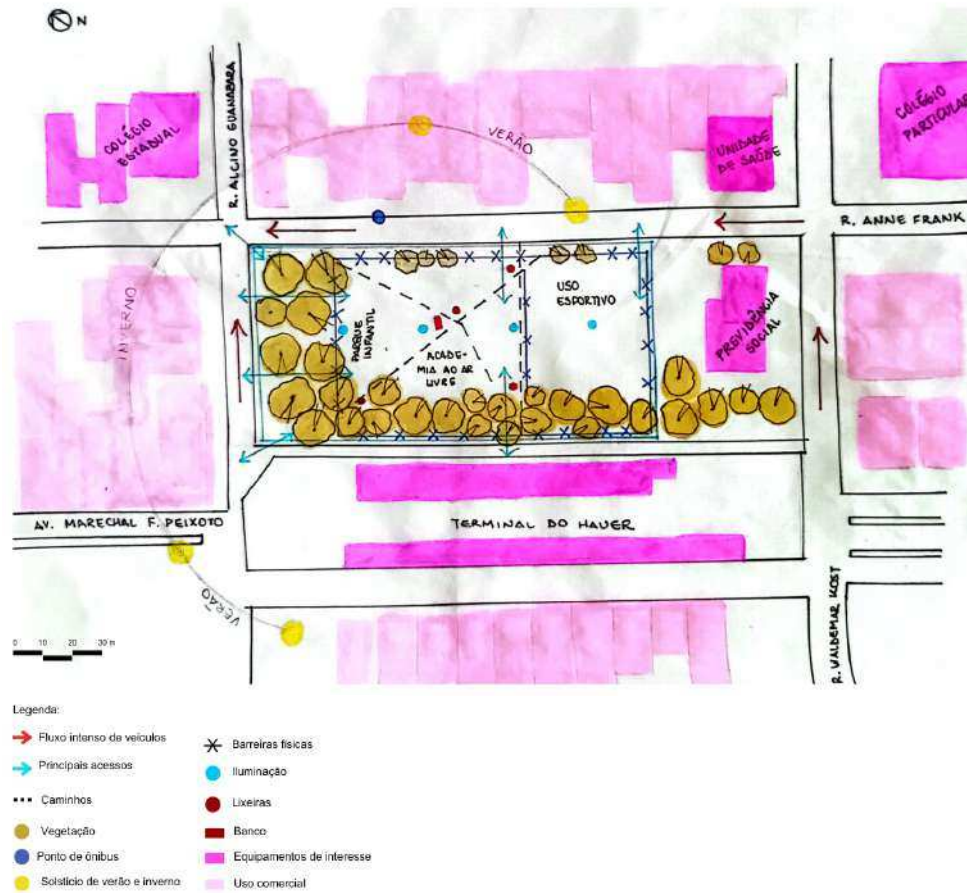 N
R. ALCINO GUANABARA
COLÉGIO
ESTADUAL
VERÃO
UNIDADE
DE SAÚDE
COLÉGIO
PARTICULAR
R. ANNE FRANK
INVERNO
PARQUE
INFANTIL
ACADE-
MIA AO AR
LIVRE
USO
ESPORTIVO
PREVIDÊNCIA
SOCIAL
AV. MARECHAL F. PEIXOTO
TERMINAL DO HAUER
VERÃO
R. VALDEMAR KOST
0 10 20 30 m
Legenda:
Fluxo intenso de veículos
Principais acessos
Caminhos
Vegetação
Ponto de ônibus
Solstício de verão e inverno
Barreiras físicas
Iluminação
Lixeiras
Banco
Equipamentos de interesse
Uso comercial